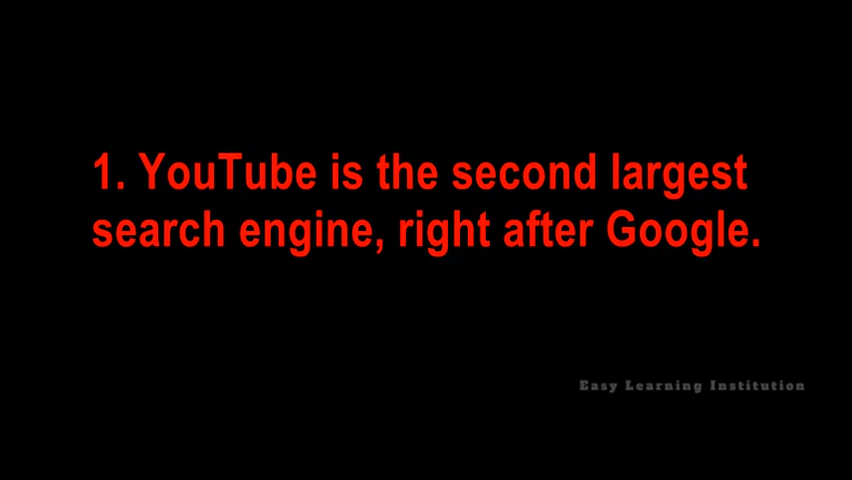 1. YouTube is the second largest
search engine, right after Google.
Easy Learning Institution